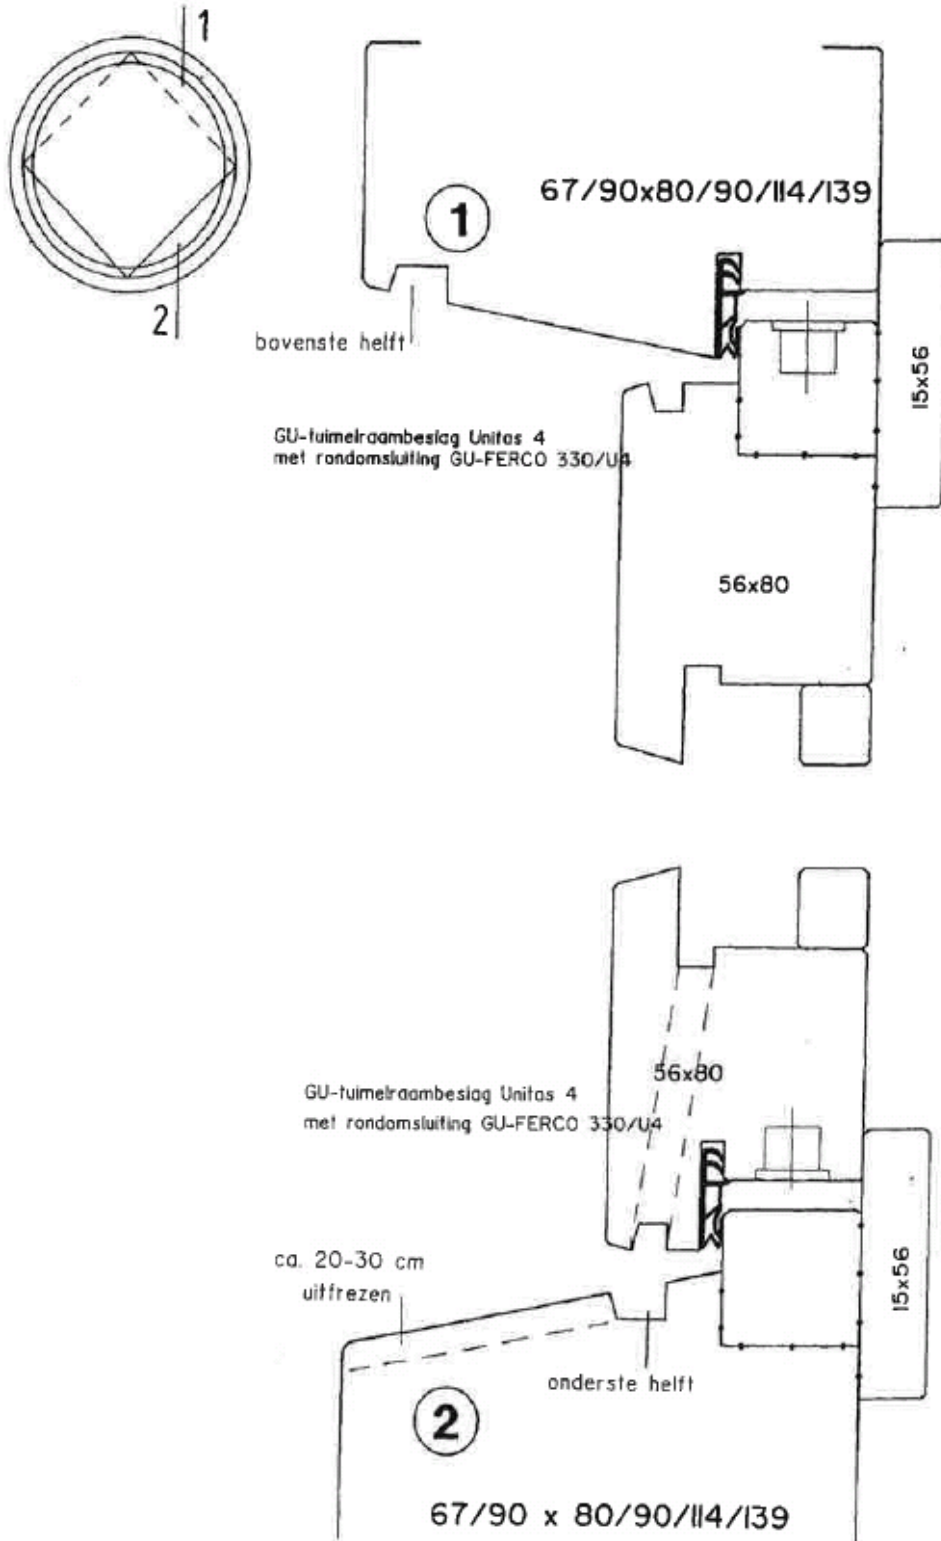 1
2
67/90x80/90/114/139
1
bovenste helft
15x56
GU-tuimelraambeslag Unitas 4
met rondomsluiting GU-FERCO 330/U4
56x80
56x80
GU-tuimelraambeslag Unitas 4
met rondomsluiting GU-FERCO 330/U4
ca. 20-30 cm
uitfrezen
15x56
onderste helft
2
67/90 x 80/90/114/139